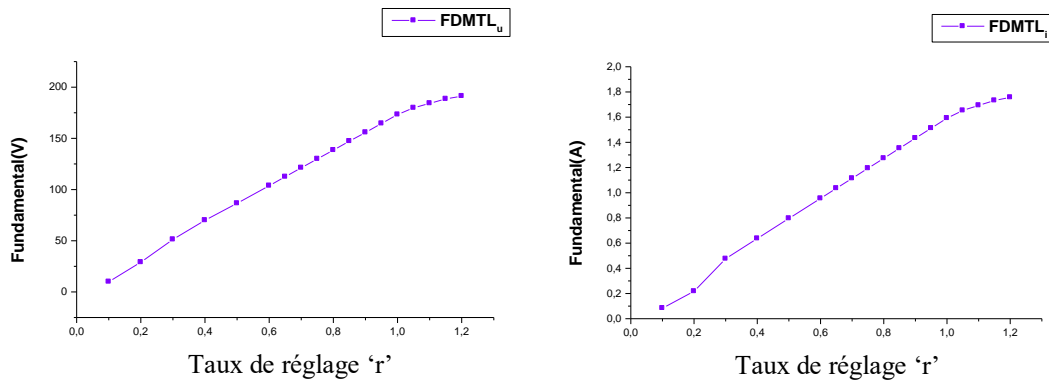 FDMTLu
Fundamental(V)
200
150
100
50
0
0,0 0,2 0,4 0,6 0,8 1,0 1,2
Taux de réglage ‘r’
FDMTLi
Fundamental(A)
2,0
1,8
1,6
1,4
1,2
1,0
0,8
0,6
0,4
0,2
0,0
0,0 0,2 0,4 0,6 0,8 1,0 1,2
Taux de réglage ‘r’